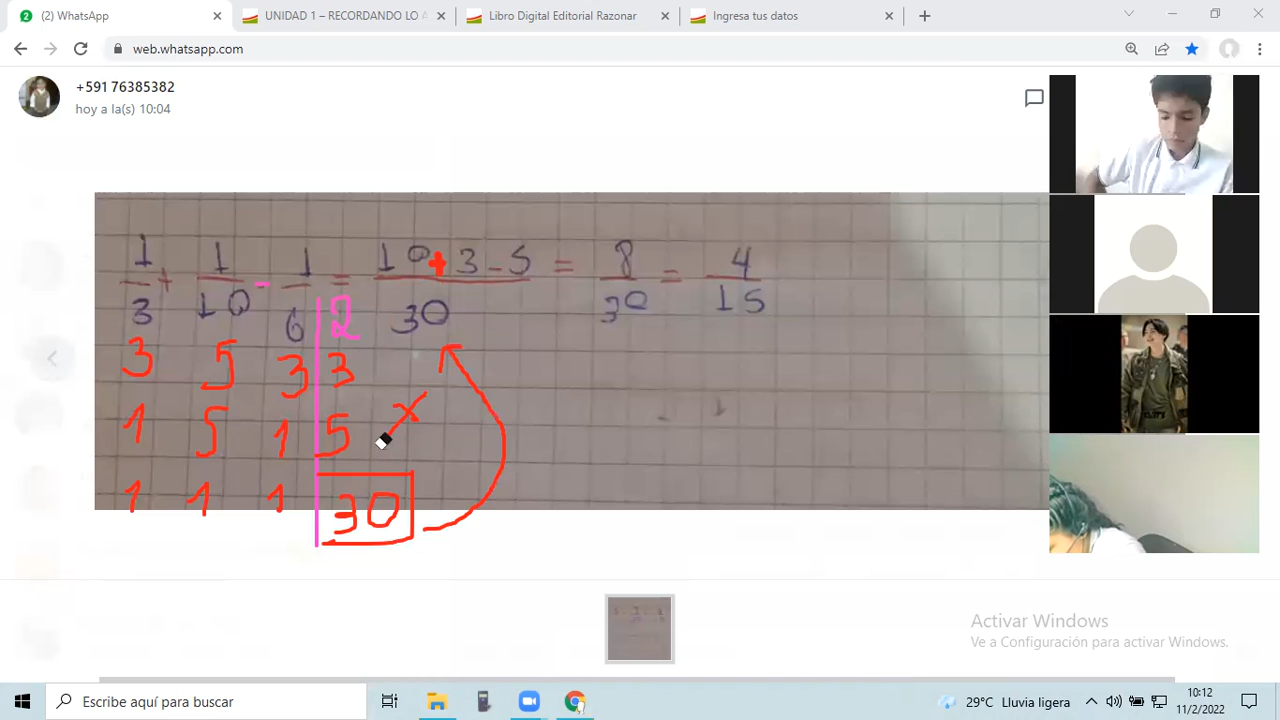 (2) WhatsApp
UNIDAD 1 – RECORDANDO LO A
Libro Digital Editorial Razonar
Ingresa tus datos
web.whatsapp.com
+591 76385382
hoy a la(s) 10:04
1/3 + 1/10 - 1/6 = 10+3-5/30 = 8/30 = 4/15
2
3 5 3 3
1 5 1 5 x
1 1 1 30
Activar Windows
Ve a Configuración para activar Windows.
Escribe aquí para buscar
29°C Lluvia ligera
10:12
11/2/2022